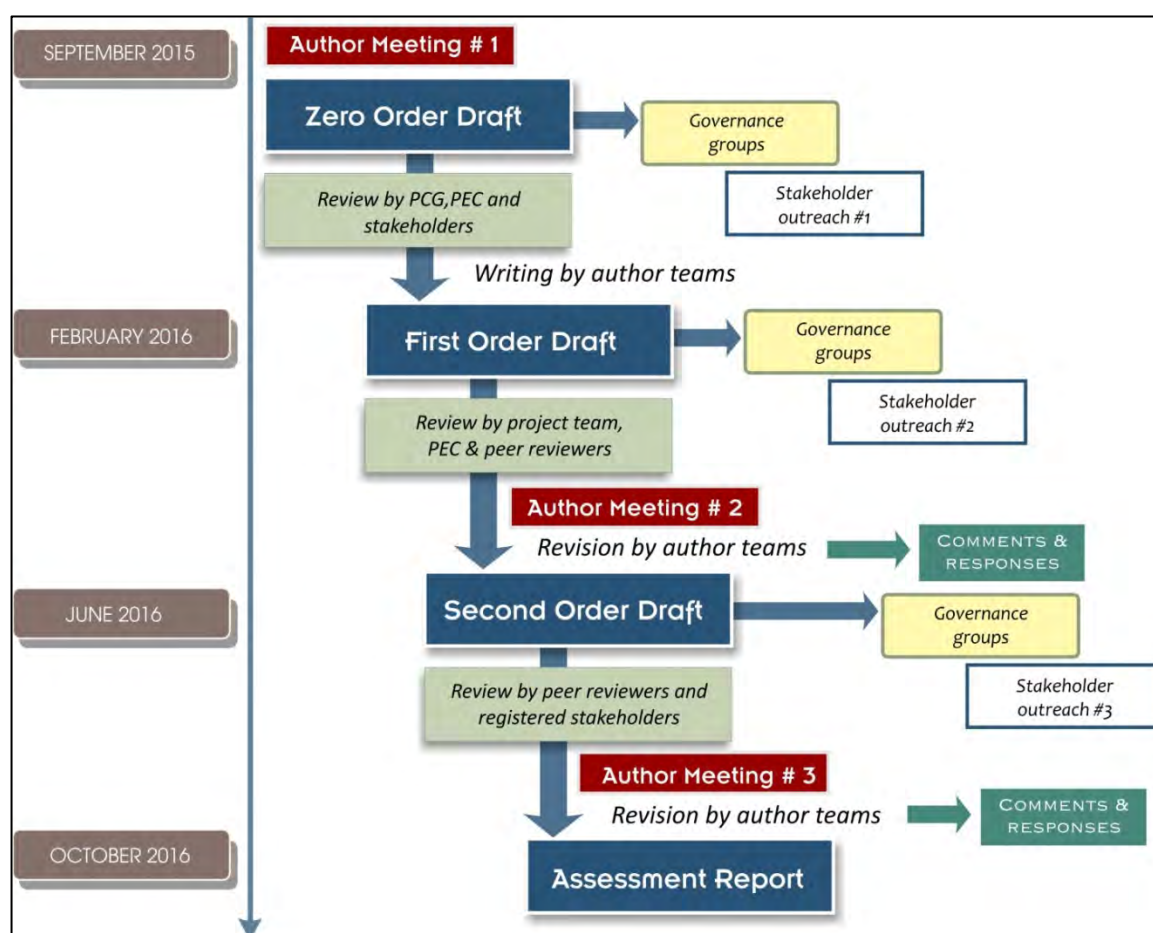 SEPTEMBER 2015
Author Meeting # 1
Zero Order Draft
Governance
groups
Stakeholder
outreach #1
Review by PCG,PEC and
stakeholders
Writing by author teams
FEBRUARY 2016
First Order Draft
Governance
groups
Stakeholder
outreach #2
Review by project team,
PEC & peer reviewers
Author Meeting # 2
Revision by author teams
COMMENTS &
RESPONSES
JUNE 2016
Second Order Draft
Governance
groups
Stakeholder
outreach #3
Review by peer reviewers and
registered stakeholders
Author Meeting # 3
Revision by author teams
COMMENTS &
RESPONSES
OCTOBER 2016
Assessment Report